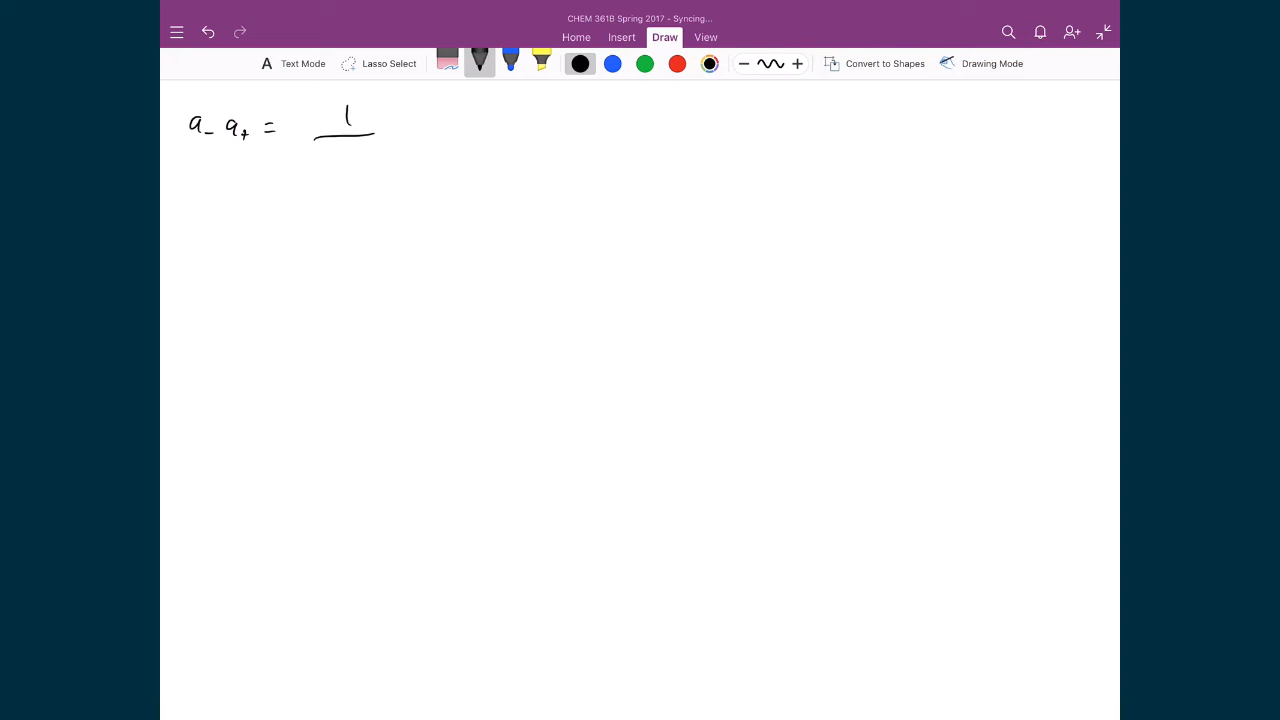 CHEM 361B Spring 2017 - Syncing...
Home Insert Draw View
A Text Mode Lasso Select Convert to Shapes Drawing Mode
a₋ a₊ = 1